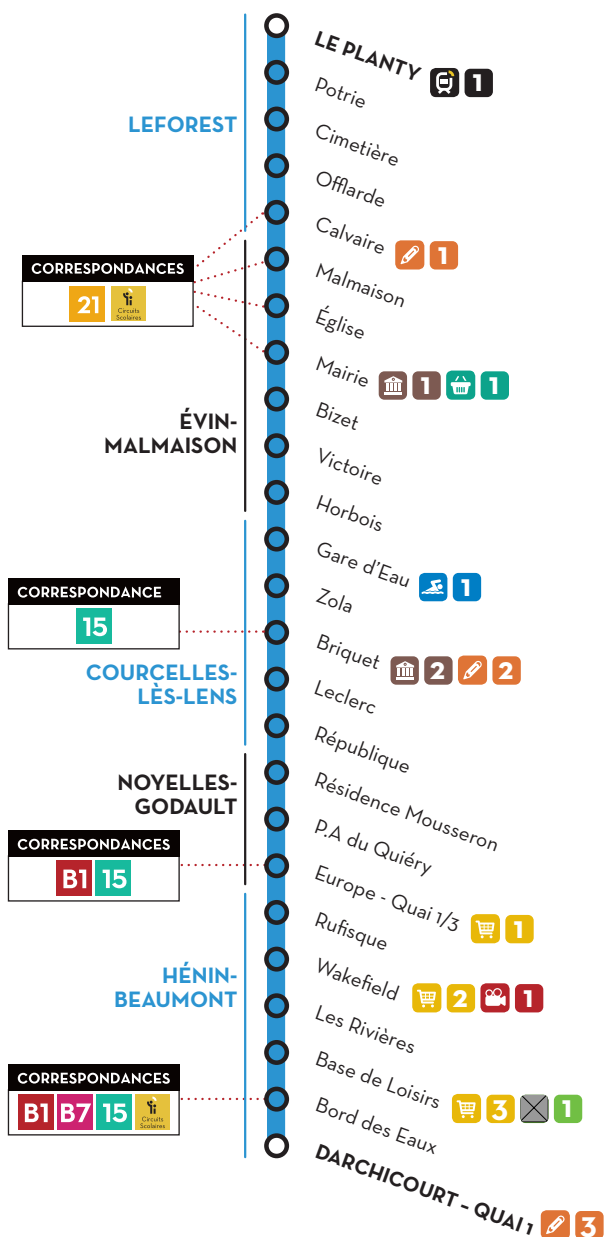 LE PLANTY 1
Potrie
LEFOREST
Cimetière
Offlarde
Calvaire 1
CORRESPONDANCES
21 Circuits Scolaires
Malmaison
Église
Mairie 1 1
Bizet
ÉVIN-
MALMAISON
Victoire
Horbois
Gare d'Eau 1
CORRESPONDANCE
15
Zola
Briquet 2 2
COURCELLES-
LÈS-LENS
Leclerc
République
NOYELLES-
GODAULT
Résidence Mousseron
P.A du Quiéry
CORRESPONDANCES
B1 15
Europe - Quai 1/3 1
Rufisque
HÉNIN-
BEAUMONT
Wakefield 2 1
Les Rivières
Base de Loisirs 3 1
CORRESPONDANCES
B1 B7 15 Circuits Scolaires
Bord des Eaux
DARCHICOURT - QUAI 1 3